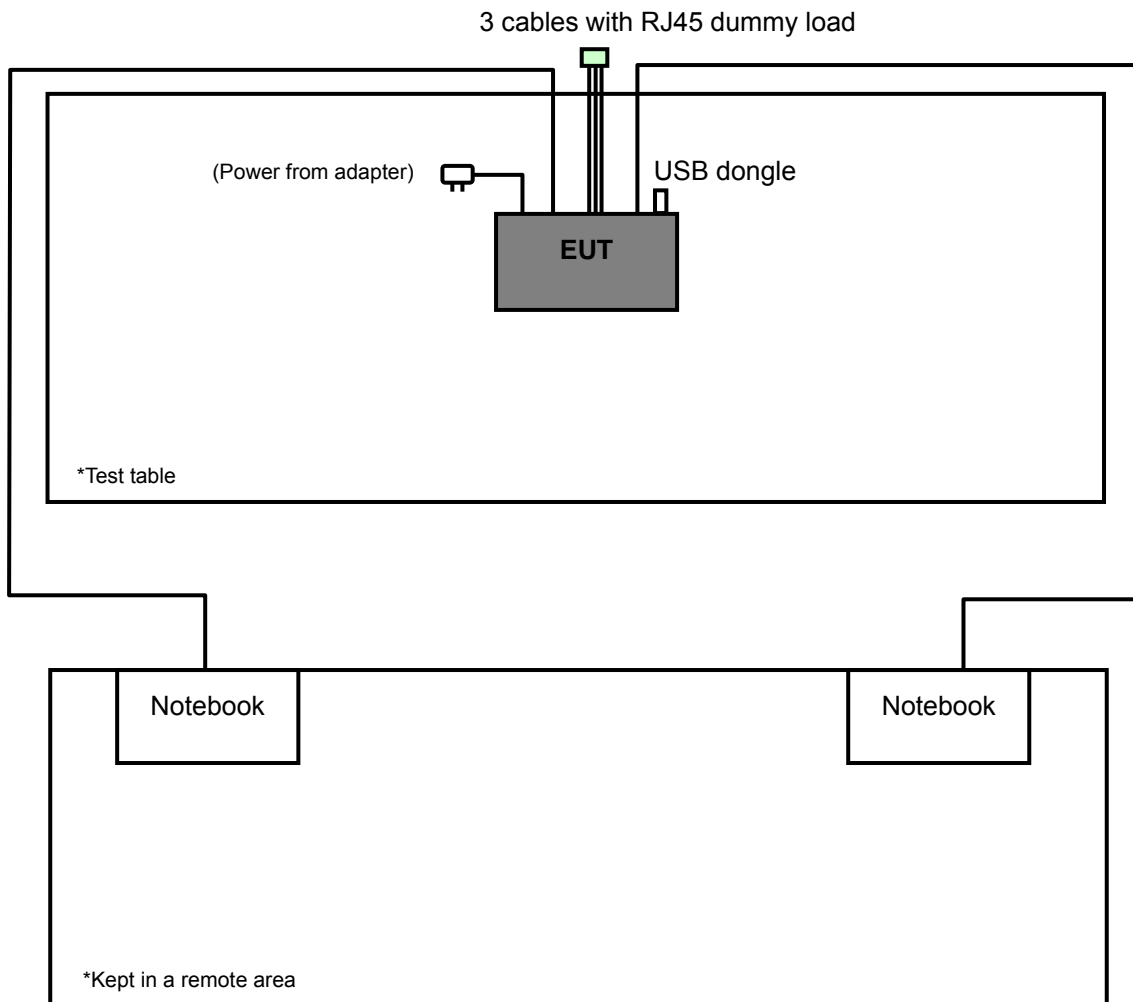 3 cables with RJ45 dummy load
(Power from adapter)
USB dongle
EUT
*Test table
Notebook
Notebook
*Kept in a remote area